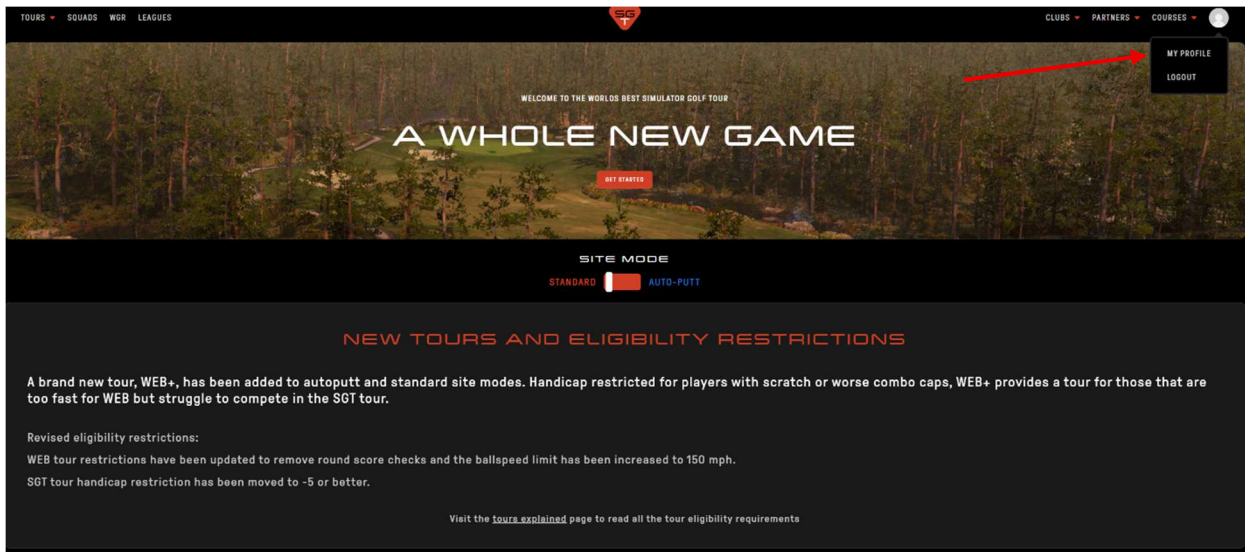 TOURS SQUADS WGR LEAGUES
SGT
CLUBS PARTNERS COURSES
MY PROFILE
LOGOUT
WELCOME TO THE WORLDS BEST SIMULATOR GOLF TOUR
A WHOLE NEW GAME
GET STARTED
SITE MODE
STANDARD AUTO-PUTT
NEW TOURS AND ELIGIBILITY RESTRICTIONS
A brand new tour, WEB+, has been added to autoputt and standard site modes. Handicap restricted for players with scratch or worse combo caps, WEB+ provides a tour for those that are
too fast for WEB but struggle to compete in the SGT tour.
Revised eligibility restrictions:
WEB tour restrictions have been updated to remove round score checks and the ballspeed limit has been increased to 150 mph.
SGT tour handicap restriction has been moved to -5 or better.
Visit the tours explained page to read all the tour eligibility requirements